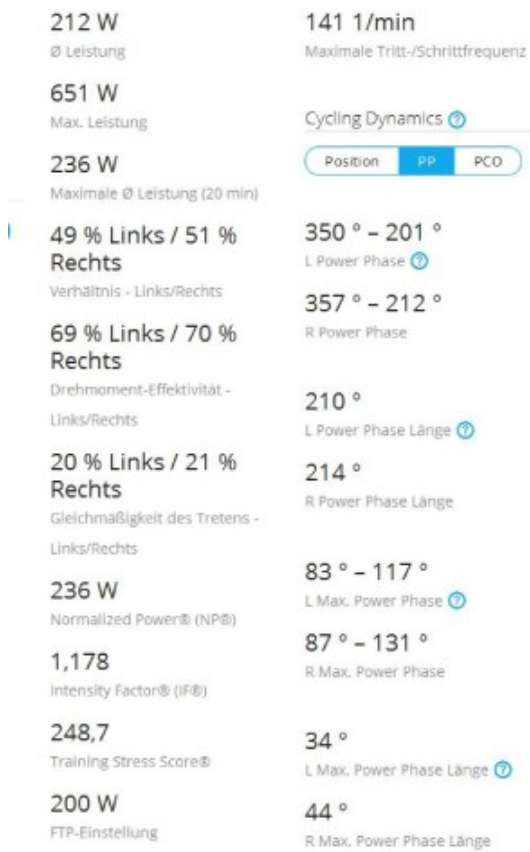 212 W
Ø Leistung
651 W
Max. Leistung
236 W
Maximale Ø Leistung (20 min)
49 % Links / 51 %
Rechts
Verhältnis - Links/Rechts
69 % Links / 70 %
Rechts
Drehmoment-Effektivität -
Links/Rechts
20 % Links / 21 %
Rechts
Gleichmäßigkeit des Tretens -
Links/Rechts
236 W
Normalized Power® (NP®)
1,178
Intensity Factor® (IF®)
248,7
Training Stress Score®
200 W
FTP-Einstellung
141 1/min
Maximale Tritt-/Schrittfrequenz
Cycling Dynamics ?
Position PP PCO
350 ° – 201 °
L Power Phase ?
357 ° – 212 °
R Power Phase
210 °
L Power Phase Länge ?
214 °
R Power Phase Länge
83 ° – 117 °
L Max. Power Phase ?
87 ° – 131 °
R Max. Power Phase
34 °
L Max. Power Phase Länge ?
44 °
R Max. Power Phase Länge